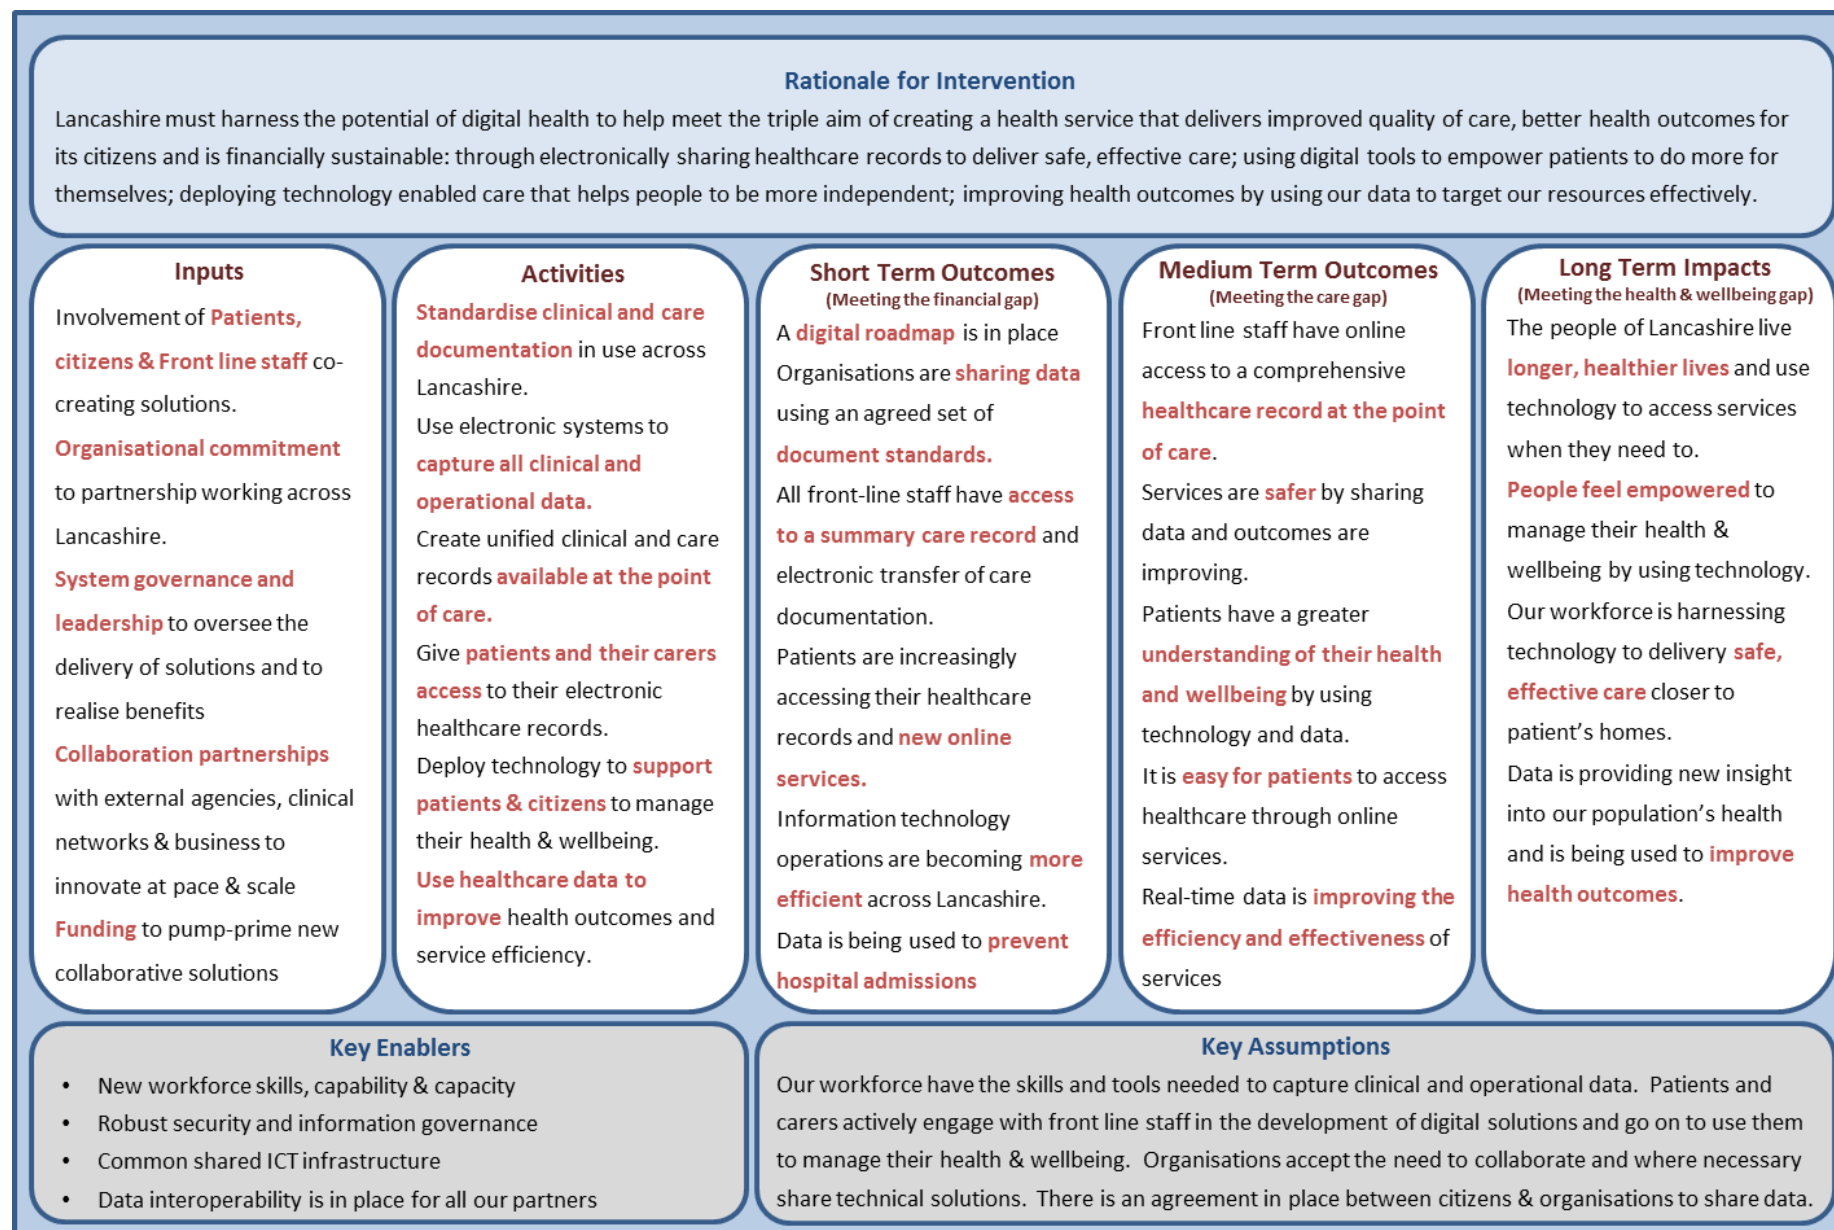 Rationale for Intervention
Lancashire must harness the potential of digital health to help meet the triple aim of creating a health service that delivers improved quality of care, better health outcomes for
its citizens and is financially sustainable: through electronically sharing healthcare records to deliver safe, effective care; using digital tools to empower patients to do more for
themselves; deploying technology enabled care that helps people to be more independent; improving health outcomes by using our data to target our resources effectively.
Inputs
Involvement of Patients,
citizens & Front line staff co-
creating solutions.
Organisational commitment
to partnership working across
Lancashire.
System governance and
leadership to oversee the
delivery of solutions and to
realise benefits
Collaboration partnerships
with external agencies, clinical
networks & business to
innovate at pace & scale
Funding to pump-prime new
collaborative solutions
Activities
Standardise clinical and care
documentation in use across
Lancashire.
Use electronic systems to
capture all clinical and
operational data.
Create unified clinical and care
records available at the point
of care.
Give patients and their carers
access to their electronic
healthcare records.
Deploy technology to support
patients & citizens to manage
their health & wellbeing.
Use healthcare data to
improve health outcomes and
service efficiency.
Short Term Outcomes
(Meeting the financial gap)
A digital roadmap is in place
Organisations are sharing data
using an agreed set of
document standards.
All front-line staff have access
to a summary care record and
electronic transfer of care
documentation.
Patients are increasingly
accessing their healthcare
records and new online
services.
Information technology
operations are becoming more
efficient across Lancashire.
Data is being used to prevent
hospital admissions
Medium Term Outcomes
(Meeting the care gap)
Front line staff have online
access to a comprehensive
healthcare record at the point
of care.
Services are safer by sharing
data and outcomes are
improving.
Patients have a greater
understanding of their health
and wellbeing by using
technology and data.
It is easy for patients to access
healthcare through online
services.
Real-time data is improving the
efficiency and effectiveness of
services
Long Term Impacts
(Meeting the health & wellbeing gap)
The people of Lancashire live
longer, healthier lives and use
technology to access services
when they need to.
People feel empowered to
manage their health &
wellbeing by using technology.
Our workforce is harnessing
technology to delivery safe,
effective care closer to
patient's homes.
Data is providing new insight
into our population's health
and is being used to improve
health outcomes.
Key Enablers
• New workforce skills, capability & capacity
• Robust security and information governance
• Common shared ICT infrastructure
• Data interoperability is in place for all our partners
Key Assumptions
Our workforce have the skills and tools needed to capture clinical and operational data. Patients and
carers actively engage with front line staff in the development of digital solutions and go on to use them
to manage their health & wellbeing. Organisations accept the need to collaborate and where necessary
share technical solutions. There is an agreement in place between citizens & organisations to share data.